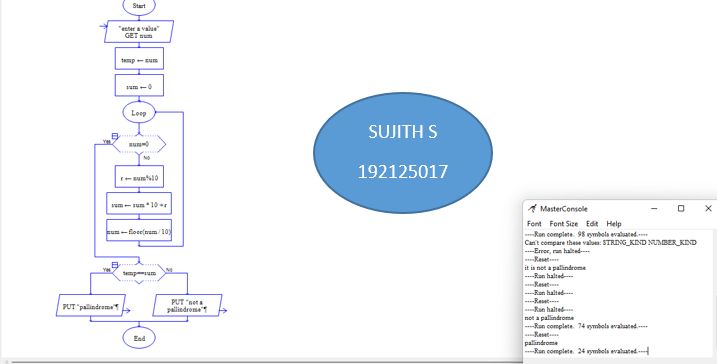 Start
"enter a value"
GET num
temp ← num
sum ← 0
Loop
Yes
num=0
No
r ← num%10
sum ← sum * 10 +r
num ← floor(num / 10)
Yes
temp==sum
No
PUT "pallindrome"¶
PUT "not a
pallindrome"¶
End
SUJITH S
192125017
MasterConsole
Font Font Size Edit Help
----Run complete. 98 symbols evaluated.----
Can't compare these values: STRING_KIND NUMBER_KIND
----Error, run halted----
----Reset----
it is not a pallindrome
----Run halted----
----Reset----
----Run halted----
----Reset----
----Run halted----
not a pallindrome
----Run complete. 74 symbols evaluated.----
----Reset----
pallindrome
----Run complete. 24 symbols evaluated.----